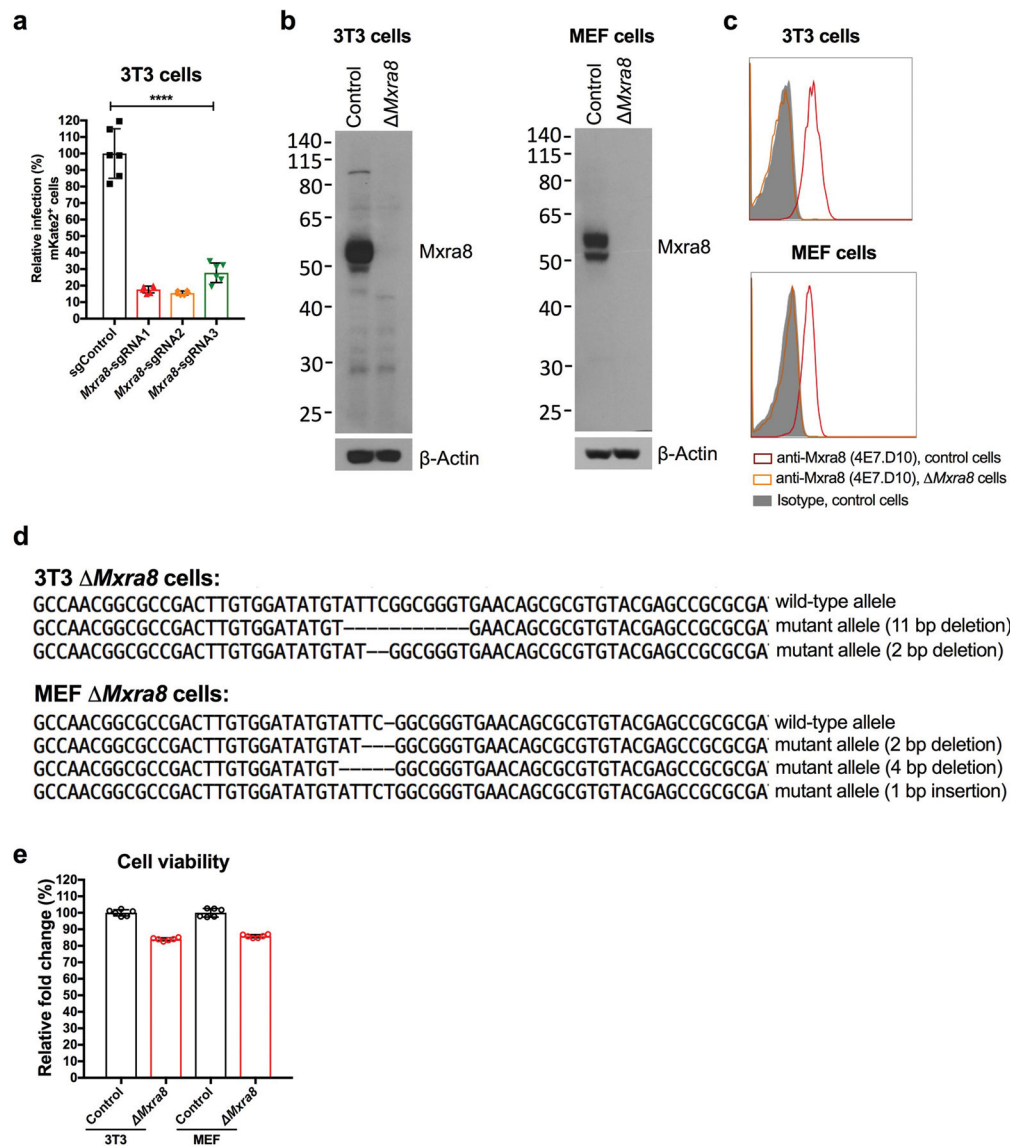 a
3T3 cells
****
Relative infection (%)
mKate2+ cells
120
110
100
90
80
70
60
50
40
30
20
10
0
sgControl
Mxra8-sgRNA1
Mxra8-sgRNA2
Mxra8-sgRNA3
b
3T3 cells
Control
ΔMxra8
140
115
80
65
50
30
25
Mxra8
β-Actin
MEF cells
Control
ΔMxra8
140
115
80
65
50
40
30
25
Mxra8
β-Actin
c
3T3 cells
MEF cells
anti-Mxra8 (4E7.D10), control cells
anti-Mxra8 (4E7.D10), ΔMxra8 cells
Isotype, control cells
d
3T3 ΔMxra8 cells:
GCCAACGGCGCCGACTTGTGGATATGTATTCGGCGGGTGAACAGCGCGTGTACGAGCCGCGCGA wild-type allele
GCCAACGGCGCCGACTTGTGGATATGT-----------GAACAGCGCGTGTACGAGCCGCGCGA mutant allele (11 bp deletion)
GCCAACGGCGCCGACTTGTGGATATGTAT--CGGCGGGTGAACAGCGCGTGTACGAGCCGCGCGA mutant allele (2 bp deletion)
MEF ΔMxra8 cells:
GCCAACGGCGCCGACTTGTGGATATGTATTC-GGCGGGTGAACAGCGCGTGTACGAGCCGCGCGA wild-type allele
GCCAACGGCGCCGACTTGTGGATATGTAT---GGCGGGTGAACAGCGCGTGTACGAGCCGCGCGA mutant allele (2 bp deletion)
GCCAACGGCGCCGACTTGTGGATATGT-----GGCGGGTGAACAGCGCGTGTACGAGCCGCGCGA mutant allele (4 bp deletion)
GCCAACGGCGCCGACTTGTGGATATGTATTCTGGCGGGTGAACAGCGCGTGTACGAGCCGCGCGA mutant allele (1 bp insertion)
e
Cell viability
Relative fold change (%)
120
110
100
90
80
70
60
50
40
30
20
10
0
Control
ΔMxra8
Control
ΔMxra8
3T3
MEF